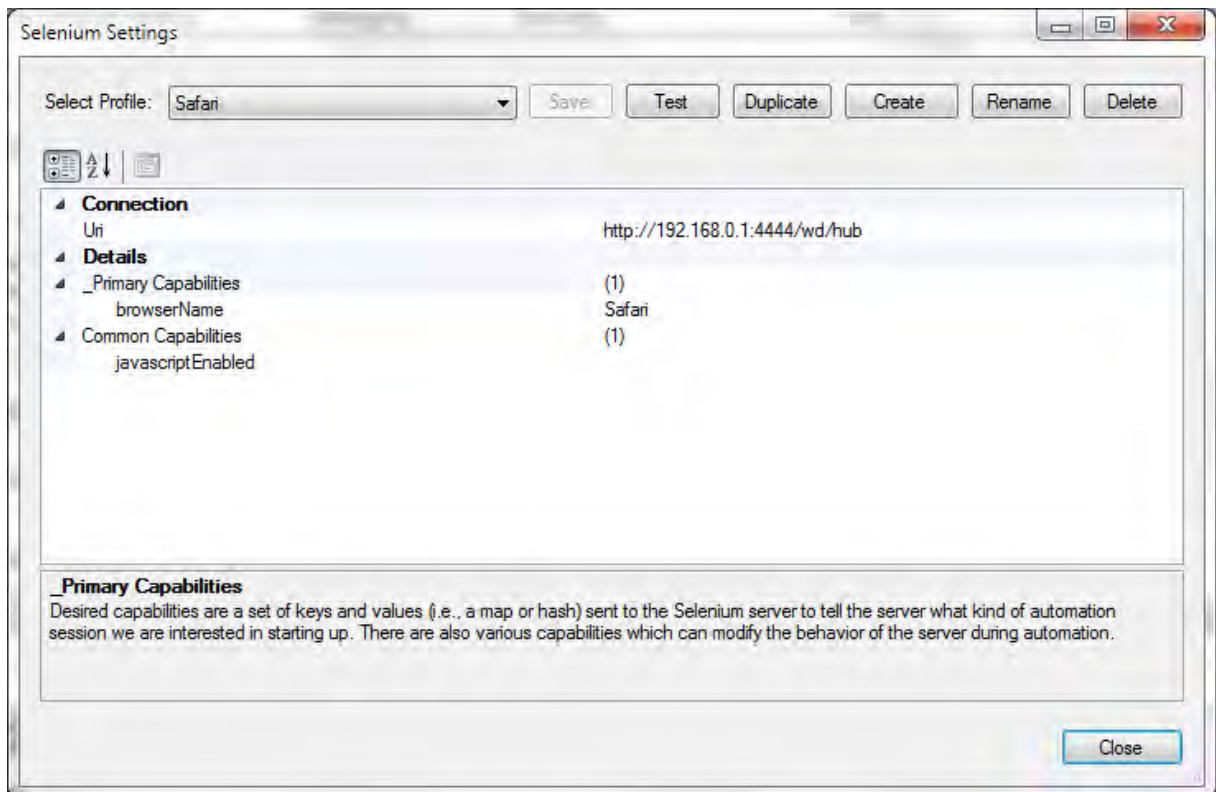 Selenium Settings
Select Profile: Safari Save Test Duplicate Create Rename Delete
A Z
Connection
Uri http://192.168.0.1:4444/wd/hub
Details
_Primary Capabilities (1)
browserName Safari
Common Capabilities (1)
javascriptEnabled
_Primary Capabilities
Desired capabilities are a set of keys and values (i.e., a map or hash) sent to the Selenium server to tell the server what kind of automation
session we are interested in starting up. There are also various capabilities which can modify the behavior of the server during automation.
Close